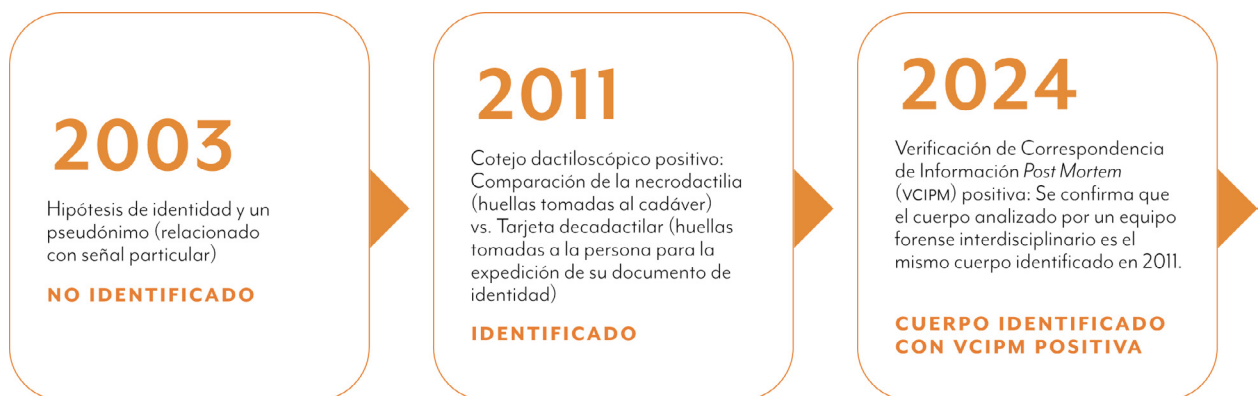 2003
Hipótesis de identidad y un
pseudónimo (relacionado
con señal particular)
NO IDENTIFICADO
2011
Cotejo dactiloscópico positivo:
Comparación de la necrodactilia
(huellas tomadas al cadáver)
vs. Tarjeta decadactilar (huellas
tomadas a la persona para la
expedición de su documento de
identidad)
IDENTIFICADO
2024
Verificación de Correspondencia
de Información Post Mortem
(VCIPM) positiva: Se confirma que
el cuerpo analizado por un equipo
forense interdisciplinario es el
mismo cuerpo identificado en 2011.
CUERPO IDENTIFICADO
CON VCIPM POSITIVA